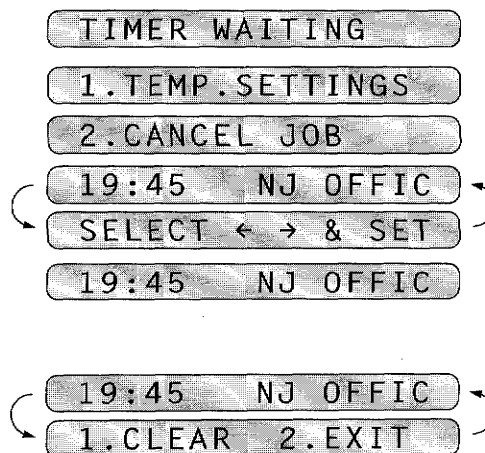 TIMER WAITING
1.TEMP.SETTINGS
2.CANCEL JOB
19:45 NJ OFFIC
SELECT ← → & SET
19:45 NJ OFFIC
19:45 NJ OFFIC
1.CLEAR 2.EXIT